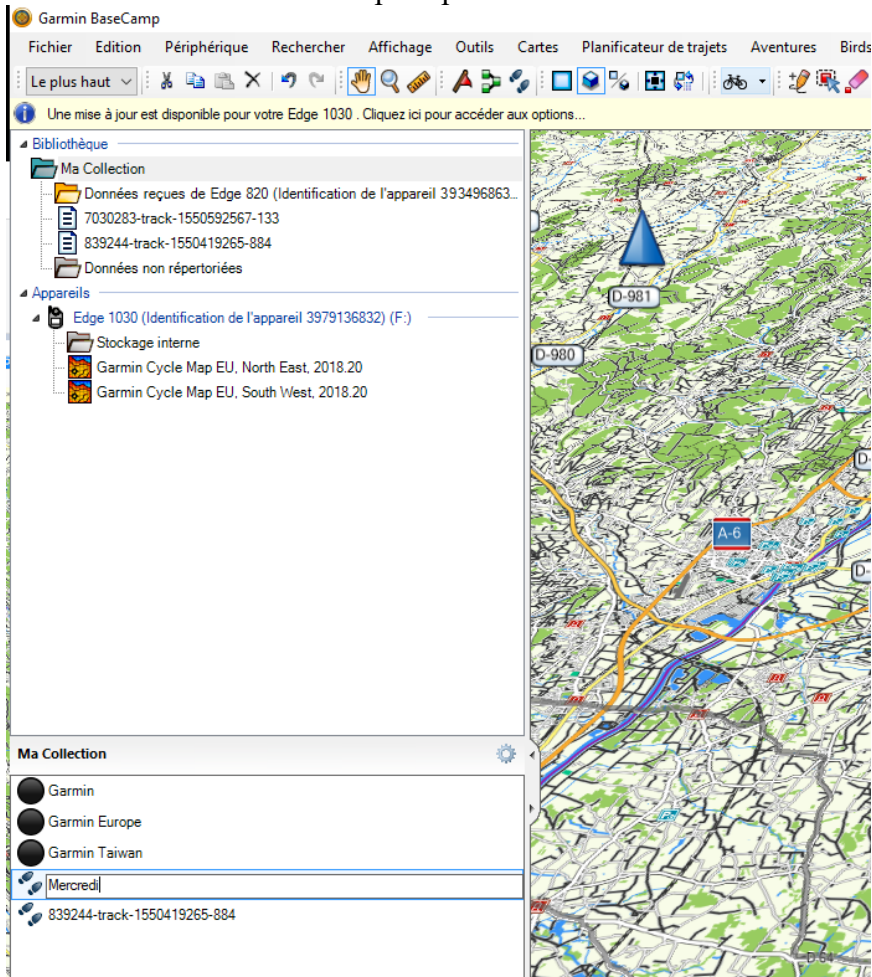 Garmin BaseCamp
Fichier Edition Périphérique Rechercher Affichage Outils Cartes Planificateur de trajets Aventures Birds
Le plus haut
Une mise à jour est disponible pour votre Edge 1030 . Cliquez ici pour accéder aux options...
Bibliothèque
Ma Collection
Données reçues de Edge 820 (Identification de l'appareil 393496863...
7030283-track-1550592567-133
839244-track-1550419265-884
Données non répertoriées
Appareils
Edge 1030 (Identification de l'appareil 3979136832) (F:)
Stockage interne
Garmin Cycle Map EU, North East, 2018.20
Garmin Cycle Map EU, South West, 2018.20
D-981
D-980
D-
A-6
D-
Ma Collection
Garmin
Garmin Europe
Garmin Taiwan
Mercredi
839244-track-1550419265-884
D-64